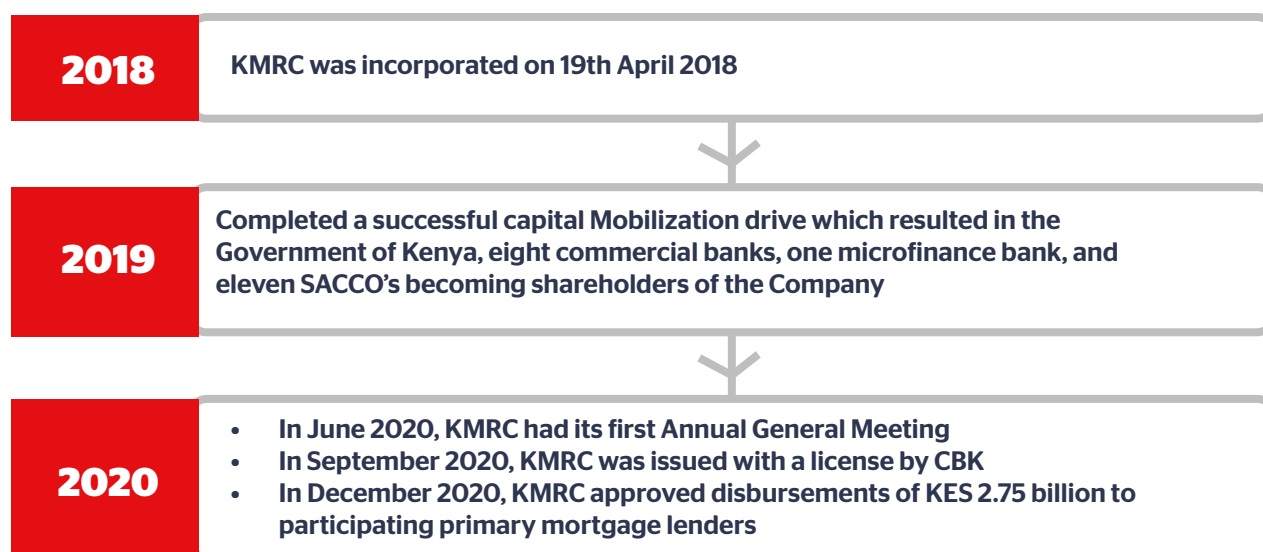 2018
KMRC was incorporated on 19th April 2018
2019
Completed a successful capital Mobilization drive which resulted in the
Government of Kenya, eight commercial banks, one microfinance bank, and
eleven SACCO's becoming shareholders of the Company
2020
• In June 2020, KMRC had its first Annual General Meeting
• In September 2020, KMRC was issued with a license by CBK
• In December 2020, KMRC approved disbursements of KES 2.75 billion to
participating primary mortgage lenders